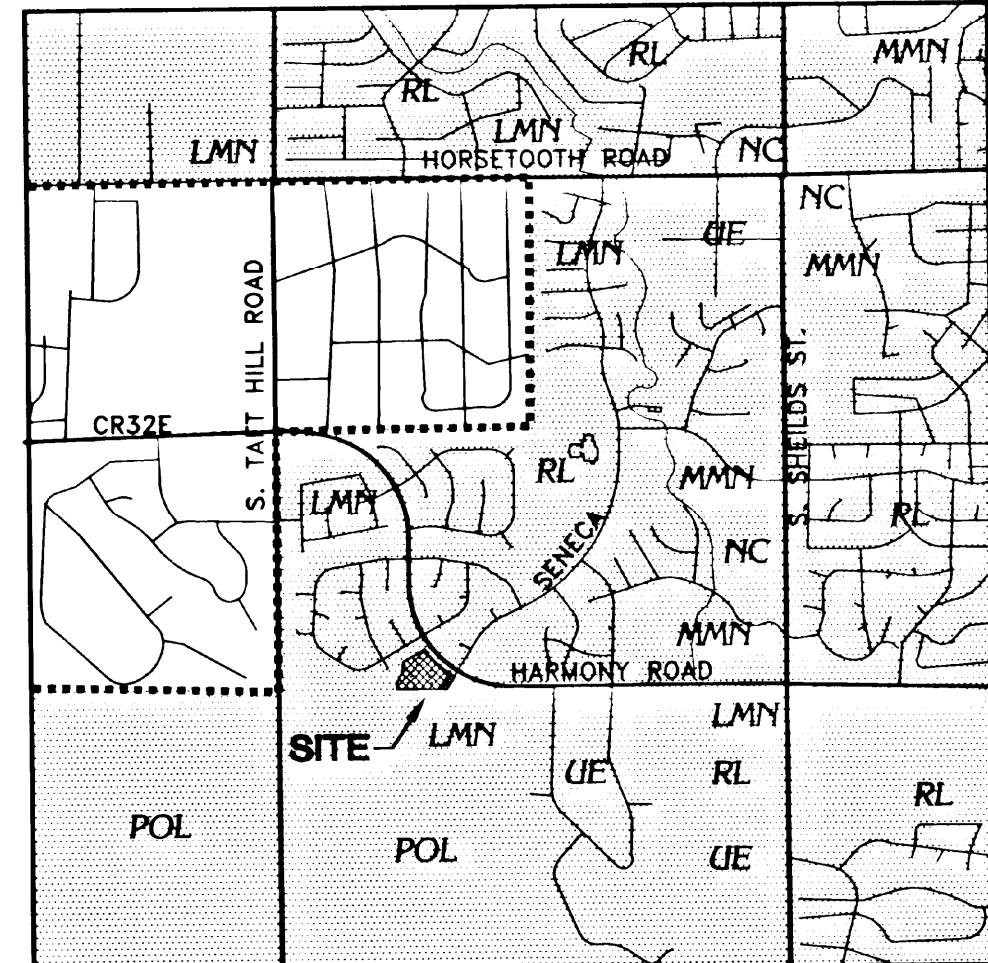 MMN
RL
RL
LMN
LMN
HORSETOOTH ROAD
NC
NC
UE
LMN
MMN
S. TAFT HILL ROAD
S. SHEILDS ST.
CR32E
RL
MMN
LMN
RL
SENECA
NC
MMN
HARMONY ROAD
LMN
LMN
SITE
UE
RL
RL
POL
POL
UE